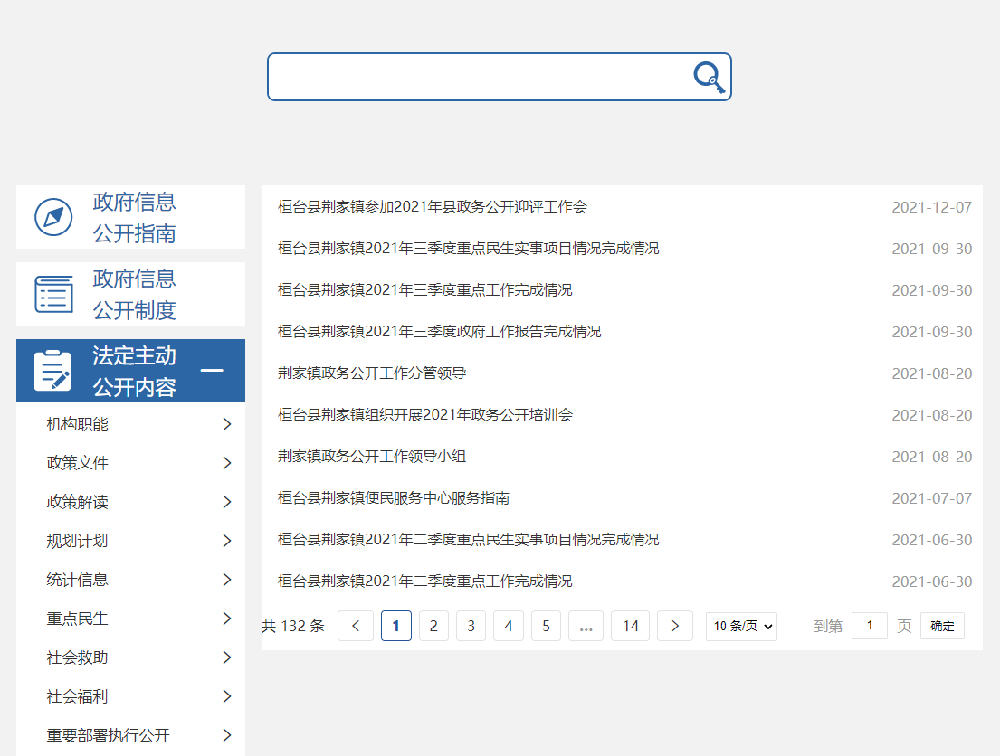 政府信息
公开指南
政府信息
公开制度
法定主动
公开内容
机构职能
政策文件
政策解读
规划计划
统计信息
重点民生
社会救助
社会福利
重要部署执行公开
桓台县荆家镇参加2021年县政务公开迎评工作会 2021-12-07
桓台县荆家镇2021年三季度重点民生实事项目情况完成情况 2021-09-30
桓台县荆家镇2021年三季度重点工作完成情况 2021-09-30
桓台县荆家镇2021年三季度政府工作报告完成情况 2021-09-30
荆家镇政务公开工作分管领导 2021-08-20
桓台县荆家镇组织开展2021年政务公开培训会 2021-08-20
荆家镇政务公开工作领导小组 2021-08-20
桓台县荆家镇便民服务中心服务指南 2021-07-07
桓台县荆家镇2021年二季度重点民生实事项目情况完成情况 2021-06-30
桓台县荆家镇2021年二季度重点工作完成情况 2021-06-30
共 132 条 1 2 3 4 5 ... 14 10 条/页 到第 1 页 确定